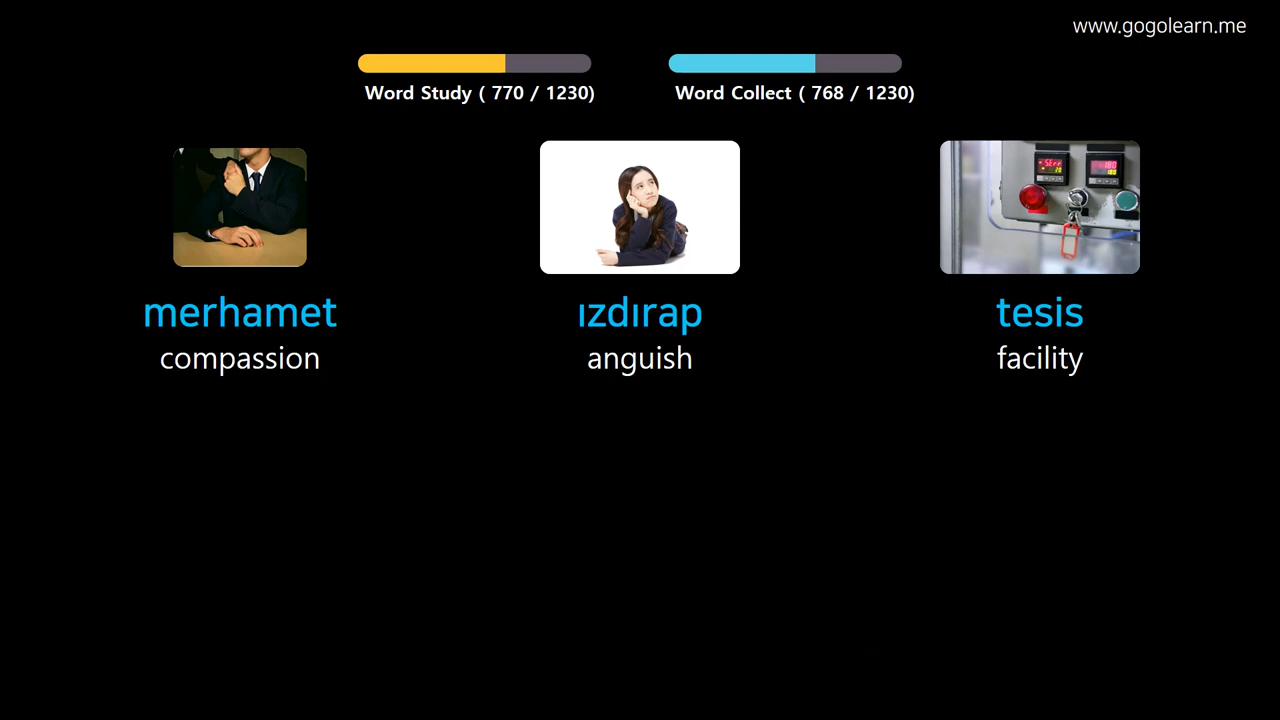 www.gogolearn.me
Word Study ( 770 / 1230)
Word Collect ( 768 / 1230)
merhamet
compassion
ızdırap
anguish
tesis
facility